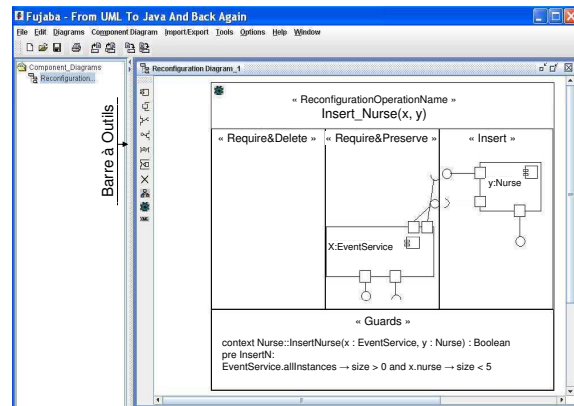 Fujaba - From UML To Java And Back Again
File Edit Diagrams Component Diagram Import/Export Tools Options Help Window
Component_Diagrams
Reconfiguration...
Reconfiguration Diagram_1
Barre à Outils
« ReconfigurationOperationName »
Insert_Nurse(x, y)
« Require&Delete » « Require&Preserve » « Insert »
y:Nurse
X:EventService
« Guards »
context Nurse::InsertNurse(x : EventService, y : Nurse) : Boolean
pre InsertN:
EventService.allInstances → size > 0 and x.nurse → size < 5